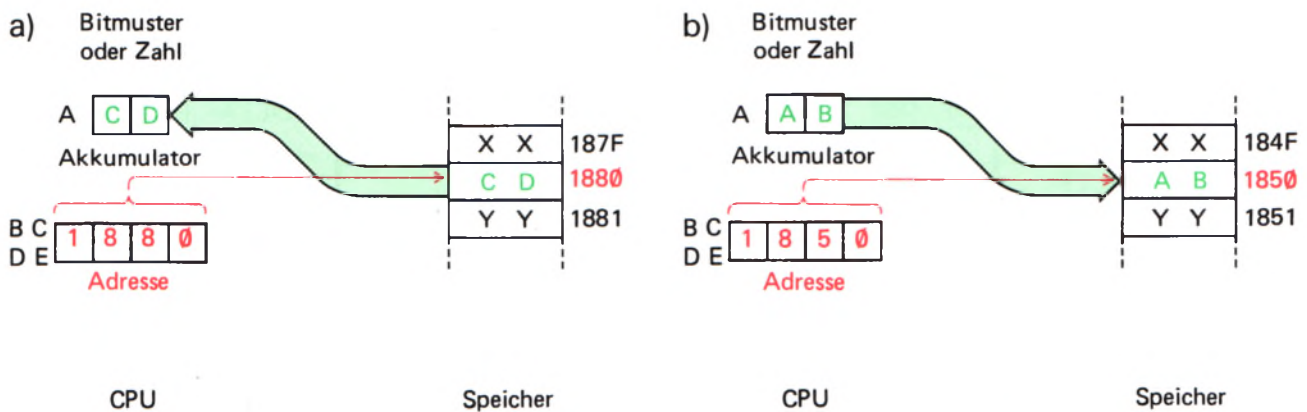 a)
Bitmuster
oder Zahl
A
C D
Akkumulator
X X 187F
C D 188Ø
Y Y 1881
B C
D E
1 8 8 Ø
Adresse
CPU
Speicher
b)
Bitmuster
oder Zahl
A
A B
Akkumulator
X X 184F
A B 185Ø
Y Y 1851
B C
D E
1 8 5 Ø
Adresse
CPU
Speicher